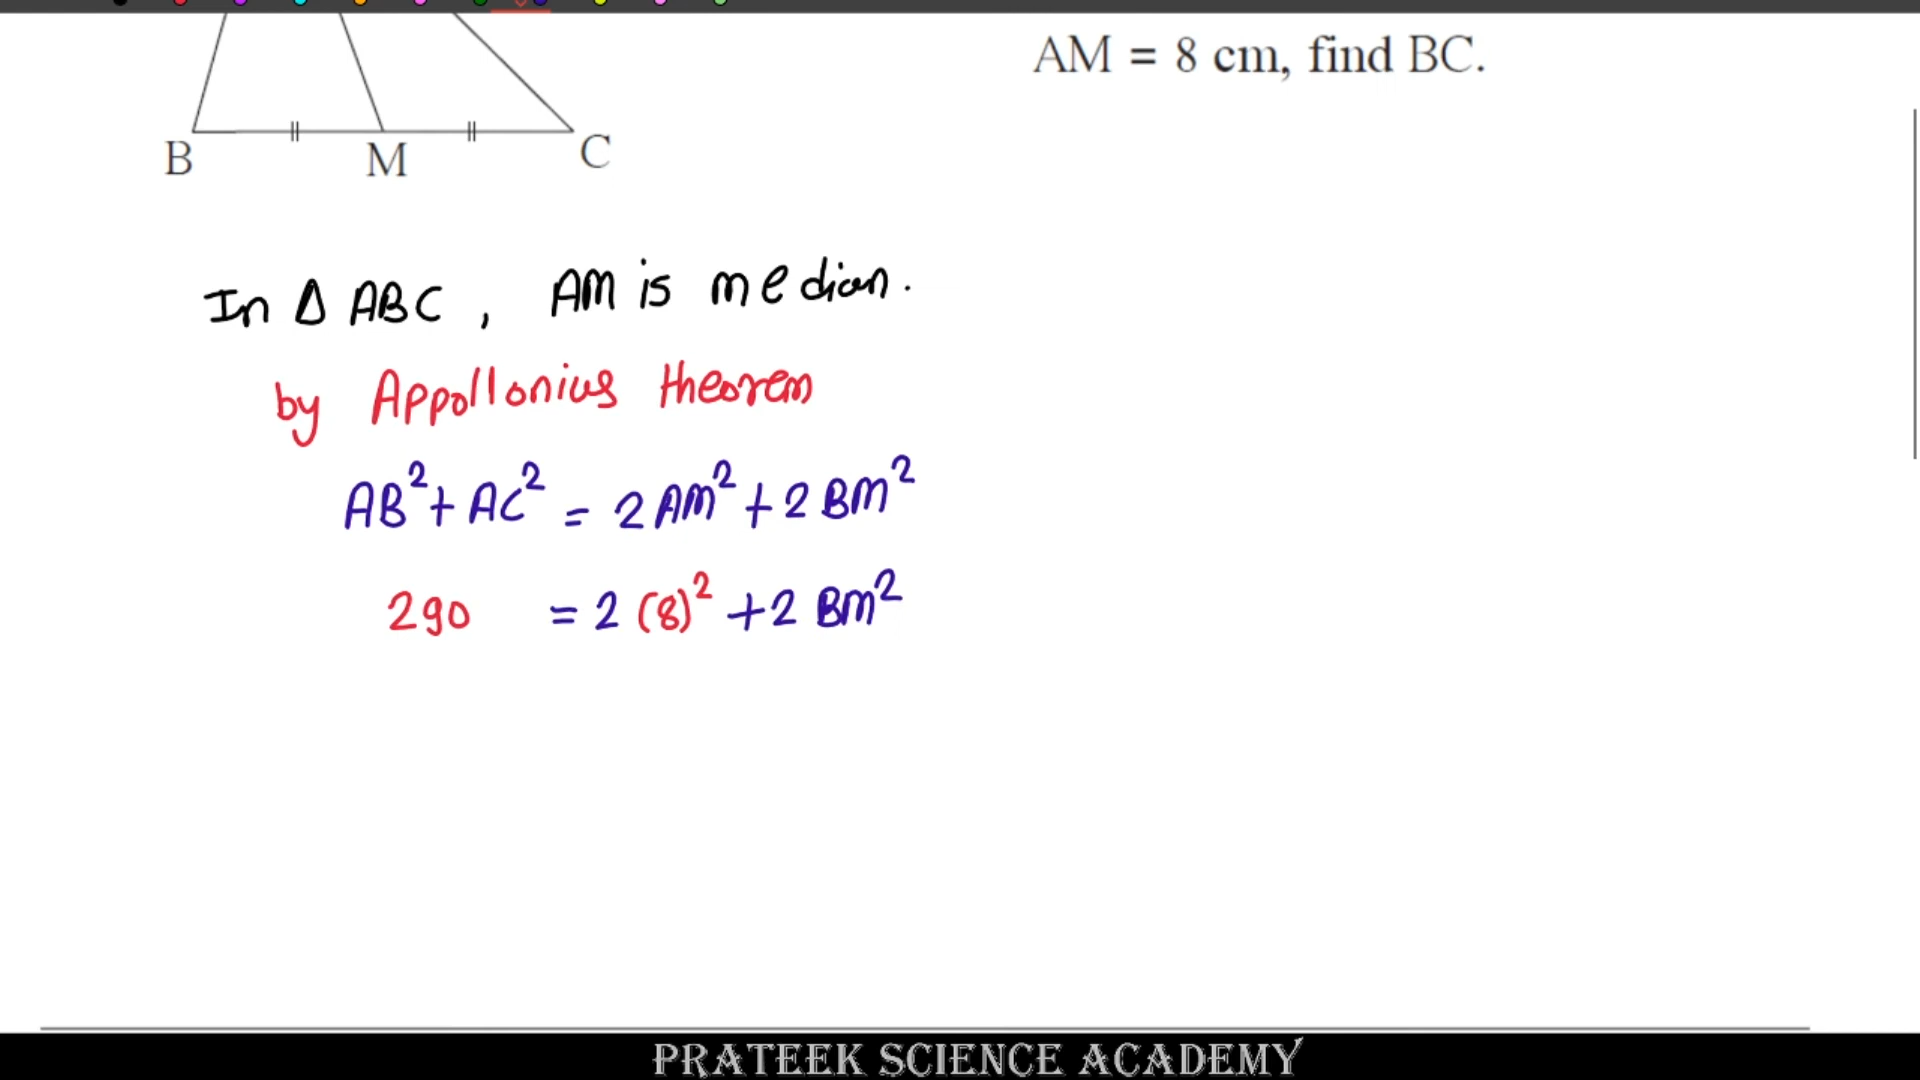 AM = 8 cm, find BC.
B M C
In Δ ABC , AM is median.
by Appollonius theorem
AB²+ AC² = 2 AM² + 2 BM²
290 = 2 (8)² + 2 BM²
PRATEEK SCIENCE ACADEMY